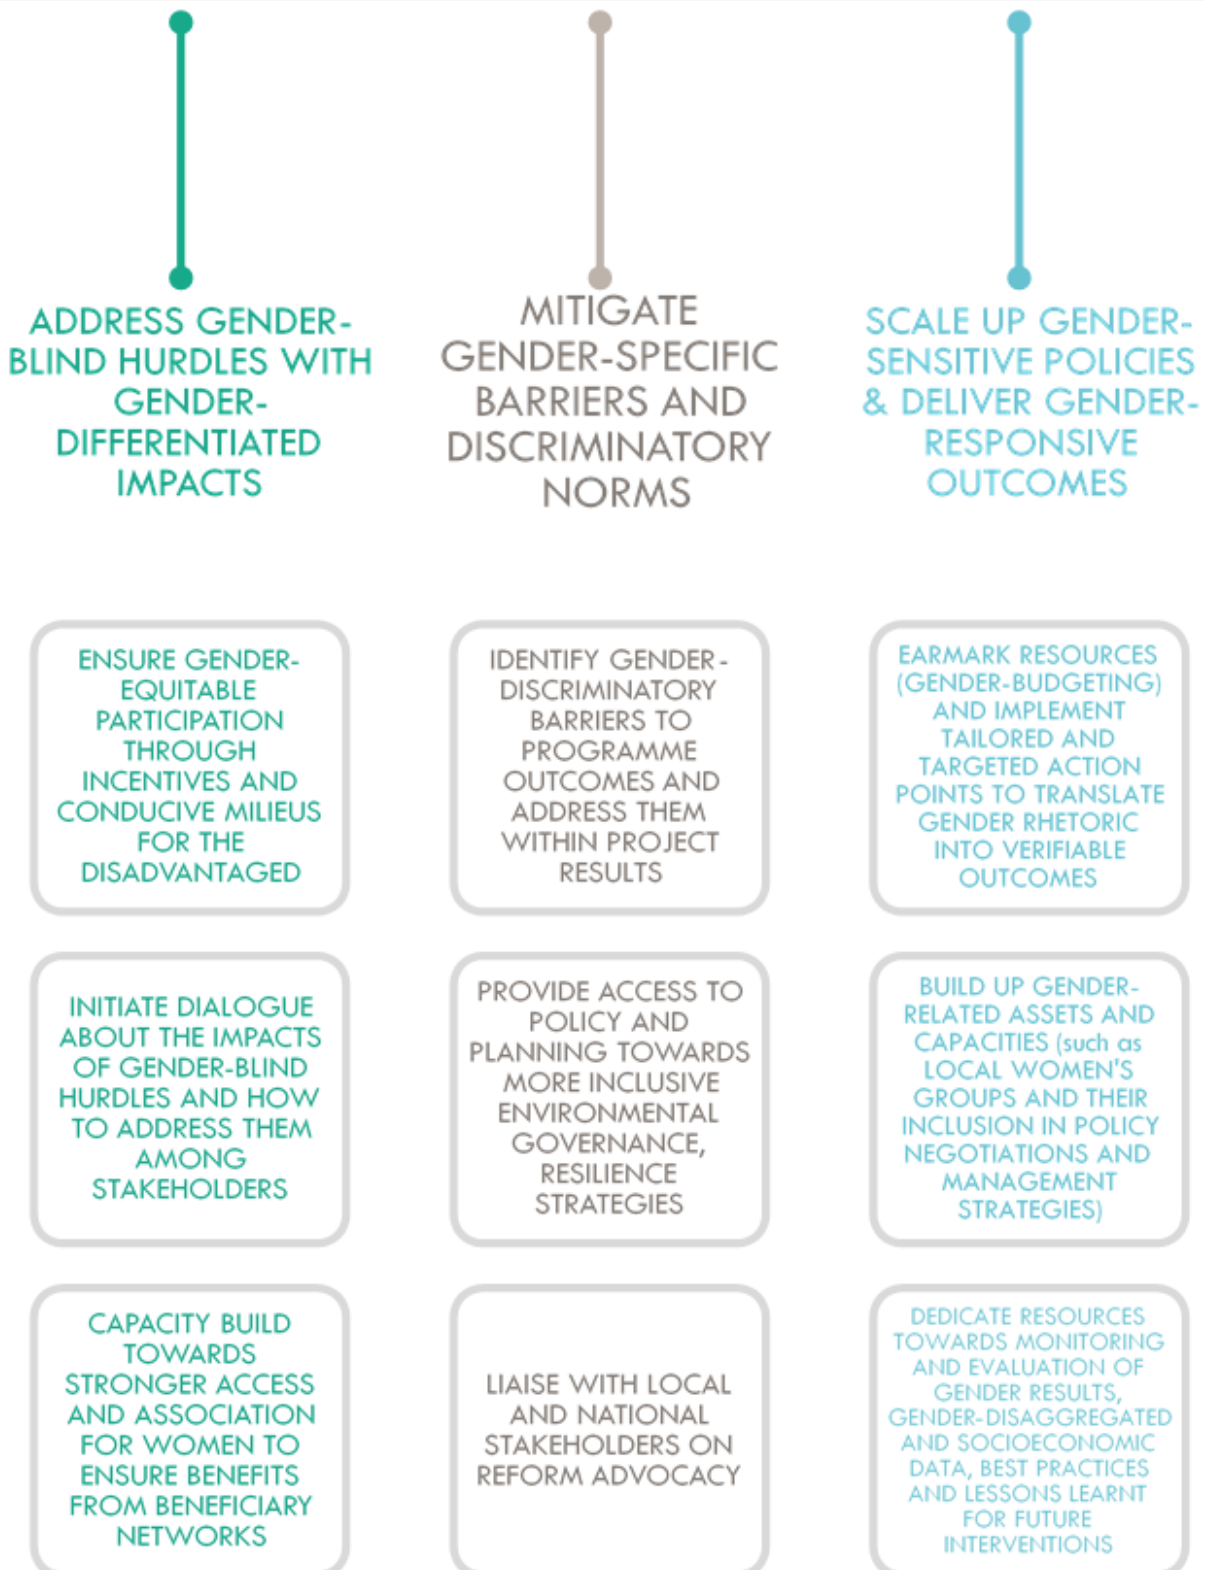 ADDRESS GENDER-
BLIND HURDLES WITH
GENDER-
DIFFERENTIATED
IMPACTS
ENSURE GENDER-
EQUITABLE
PARTICIPATION
THROUGH
INCENTIVES AND
CONDUCIVE MILIEUS
FOR THE
DISADVANTAGED
INITIATE DIALOGUE
ABOUT THE IMPACTS
OF GENDER-BLIND
HURDLES AND HOW
TO ADDRESS THEM
AMONG
STAKEHOLDERS
CAPACITY BUILD
TOWARDS
STRONGER ACCESS
AND ASSOCIATION
FOR WOMEN TO
ENSURE BENEFITS
FROM BENEFICIARY
NETWORKS
MITIGATE
GENDER-SPECIFIC
BARRIERS AND
DISCRIMINATORY
NORMS
IDENTIFY GENDER-
DISCRIMINATORY
BARRIERS TO
PROGRAMME
OUTCOMES AND
ADDRESS THEM
WITHIN PROJECT
RESULTS
PROVIDE ACCESS TO
POLICY AND
PLANNING TOWARDS
MORE INCLUSIVE
ENVIRONMENTAL
GOVERNANCE,
RESILIENCE
STRATEGIES
LIAISE WITH LOCAL
AND NATIONAL
STAKEHOLDERS ON
REFORM ADVOCACY
SCALE UP GENDER-
SENSITIVE POLICIES
& DELIVER GENDER-
RESPONSIVE
OUTCOMES
EARMARK RESOURCES
(GENDER-BUDGETING)
AND IMPLEMENT
TAILORED AND
TARGETED ACTION
POINTS TO TRANSLATE
GENDER RHETORIC
INTO VERIFIABLE
OUTCOMES
BUILD UP GENDER-
RELATED ASSETS AND
CAPACITIES (such as
LOCAL WOMEN'S
GROUPS AND THEIR
INCLUSION IN POLICY
NEGOTIATIONS AND
MANAGEMENT
STRATEGIES)
DEDICATE RESOURCES
TOWARDS MONITORING
AND EVALUATION OF
GENDER RESULTS,
GENDER-DISAGGREGATED
AND SOCIOECONOMIC
DATA, BEST PRACTICES
AND LESSONS LEARNT
FOR FUTURE
INTERVENTIONS